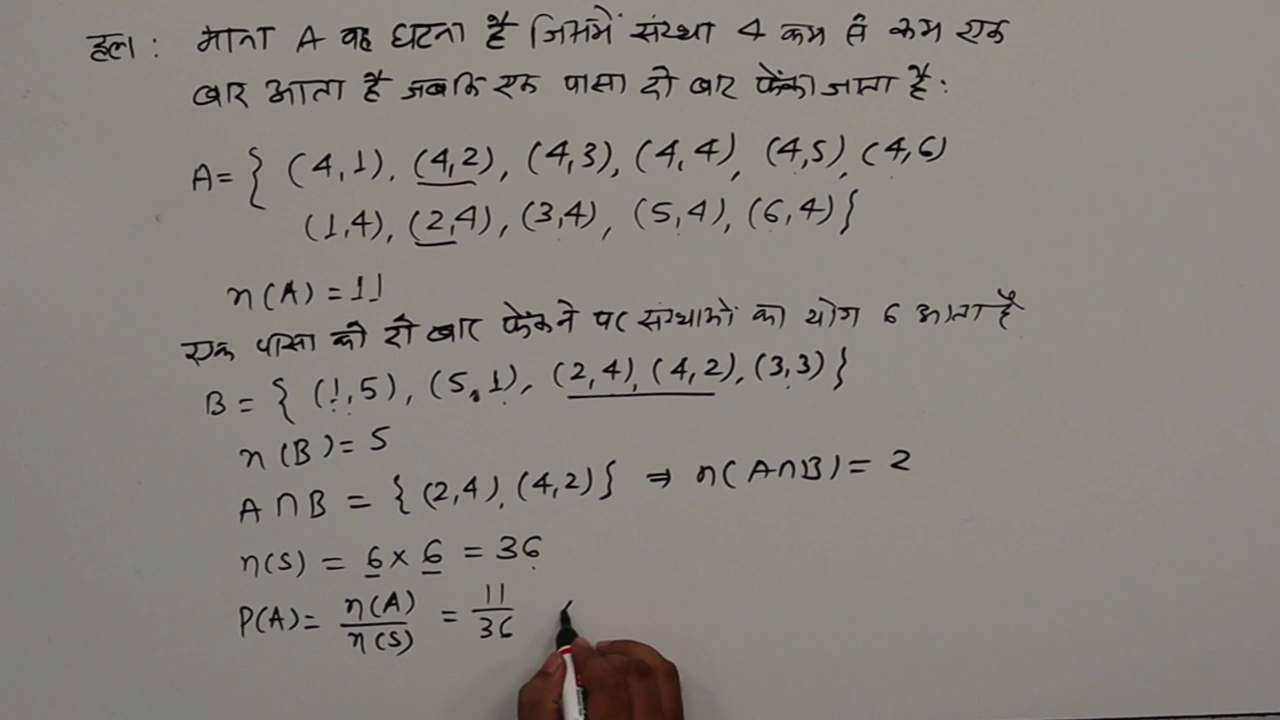 हल: माना A वह घटना है जिसमें संख्या 4 कम से कम एक
बार आता है जबकि एक पासा दो बार फेंका जाता है:
A= { (4,1), (4,2), (4,3), (4,4), (4,5), (4,6)
(1,4), (2,4), (3,4), (5,4), (6,4)}
n(A) = 11
एक पासा को दो बार फेंकने पर संख्याओं का योग 6 आता है
B = { (1,5), (5,1), (2,4), (4,2), (3,3)}
n(B) = 5
A∩B = {(2,4), (4,2)} ⇒ n(A∩B) = 2
n(S) = 6 × 6 = 36
P(A) = n(A)/n(S) = 11/36